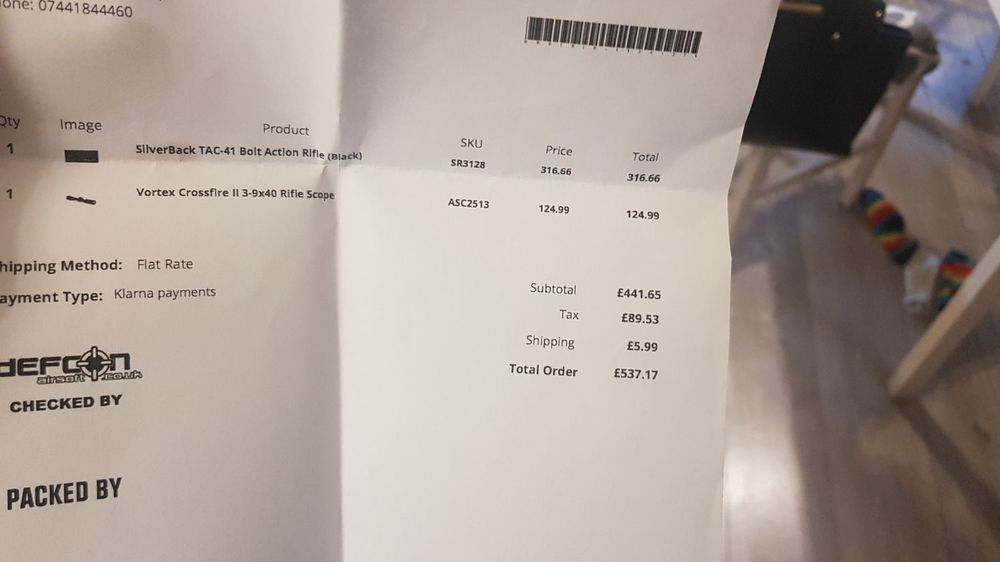 one: 07441844460
Qty Image Product SKU Price Total
1 SilverBack TAC-41 Bolt Action Rifle (Black) SR3128 316.66 316.66
1 Vortex Crossfire II 3-9x40 Rifle Scope ASC2513 124.99 124.99
hipping Method: Flat Rate
ayment Type: Klarna payments
Subtotal £441.65
Tax £89.53
Shipping £5.99
Total Order £537.17
DEFCON
airsoft .co.uk
CHECKED BY
PACKED BY